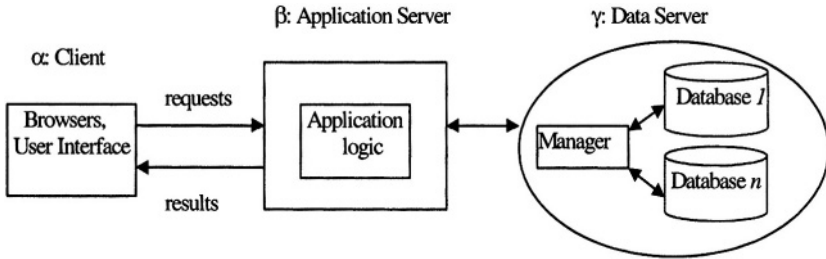 α: Client
β: Application Server
γ: Data Server
requests
results
Browsers,
User Interface
Application
logic
Manager
Database 1
Database n